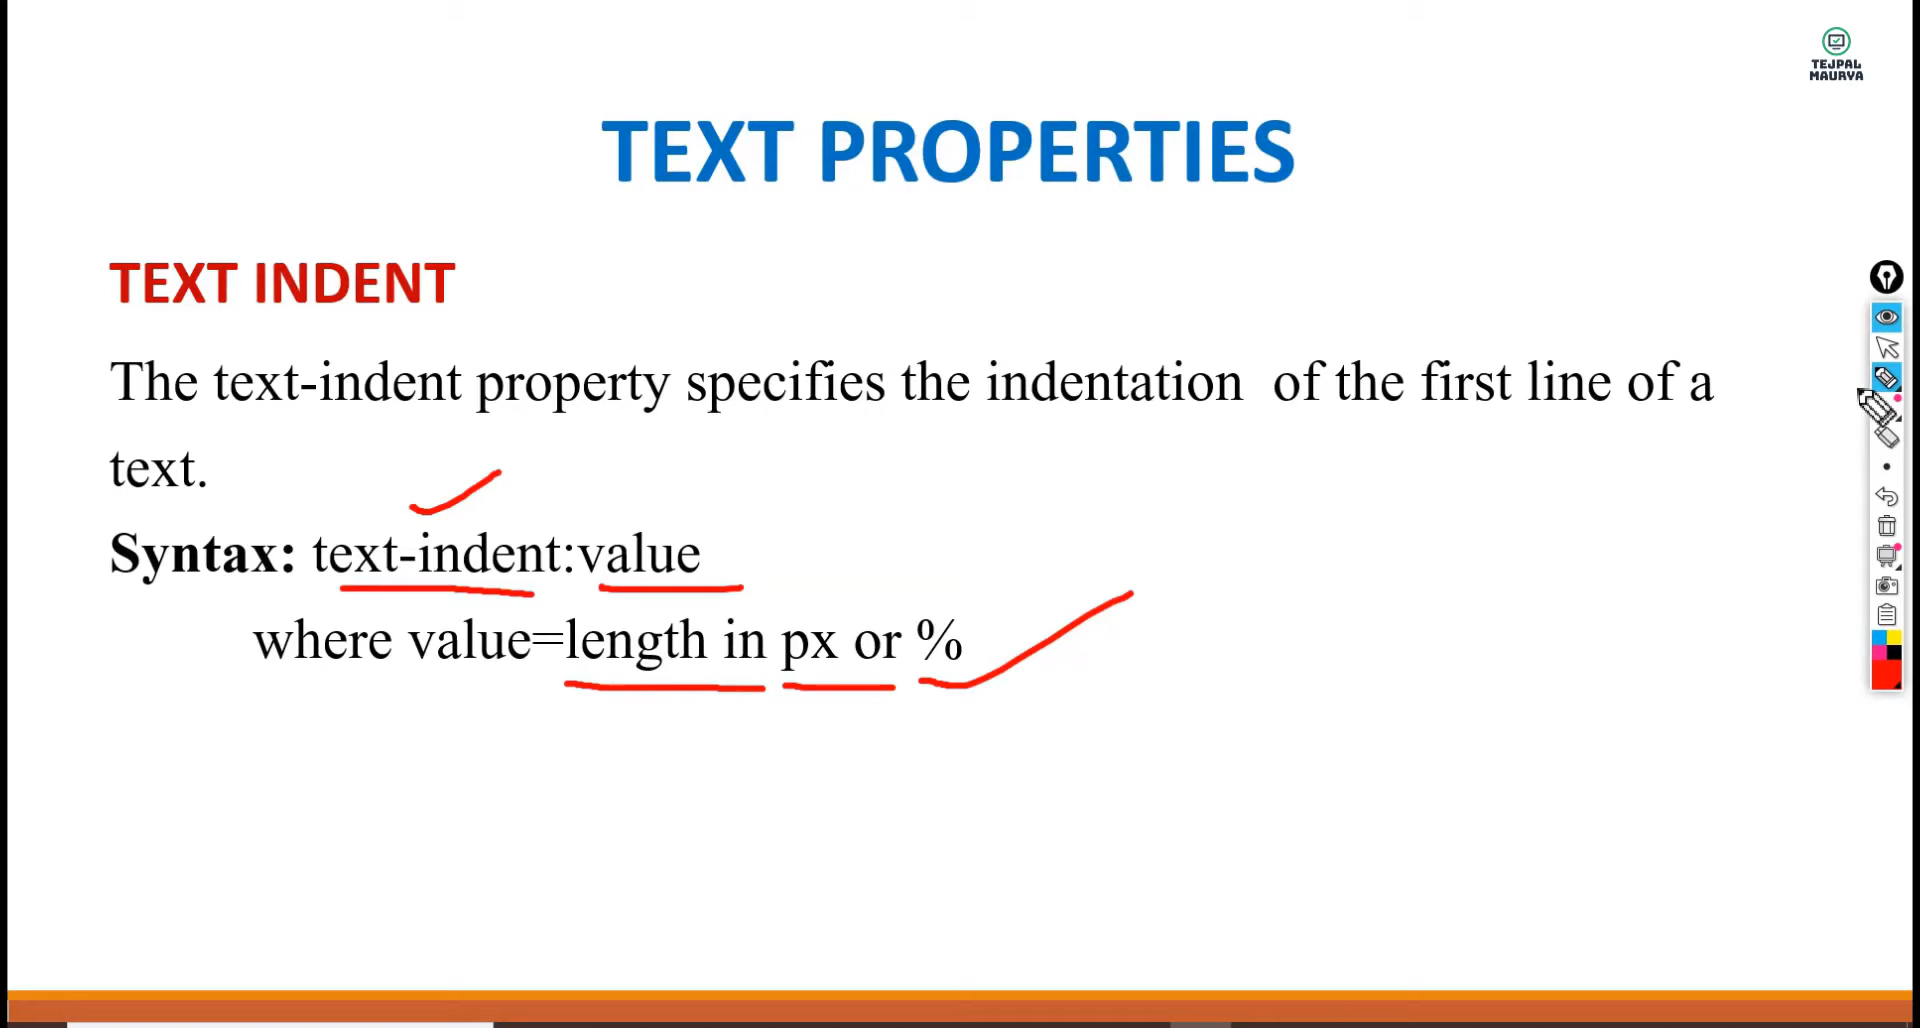 TEJPAL
MAURYA
TEXT PROPERTIES
TEXT INDENT
The text-indent property specifies the indentation of the first line of a
text.
Syntax: text-indent:value
where value=length in px or %